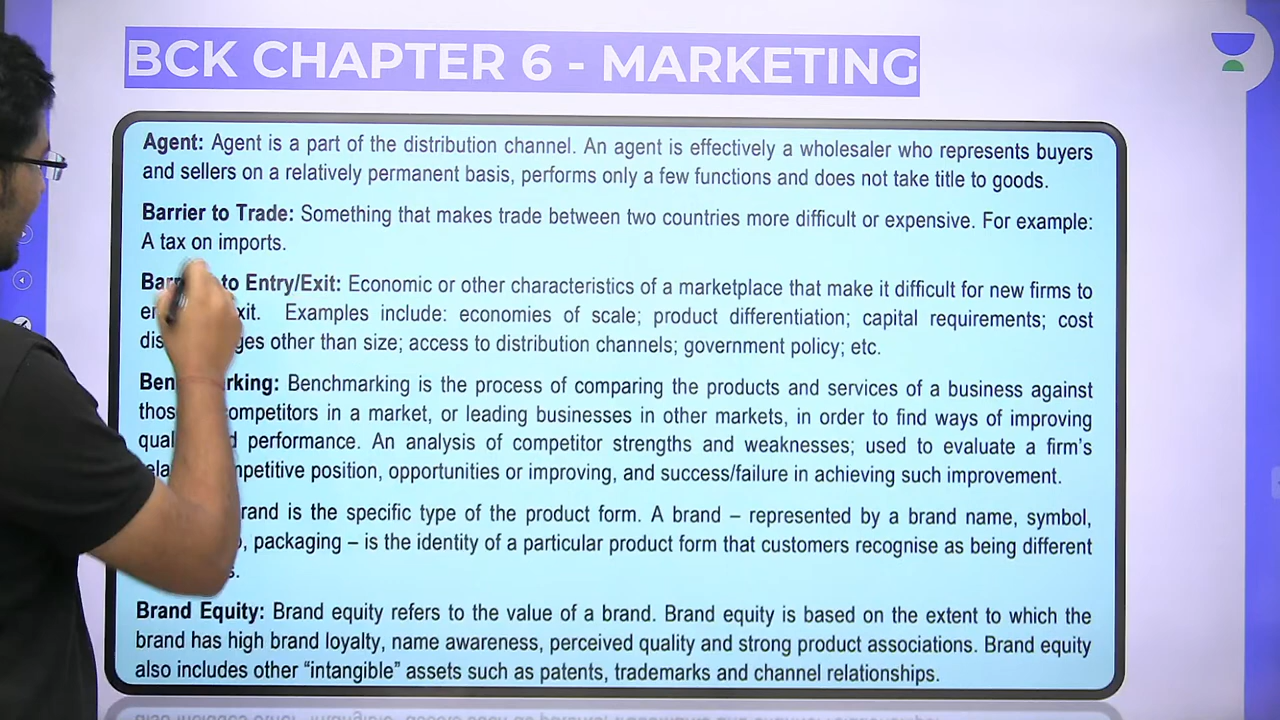 BCK CHAPTER 6 - MARKETING
Agent: Agent is a part of the distribution channel. An agent is effectively a wholesaler who represents buyers
and sellers on a relatively permanent basis, performs only a few functions and does not take title to goods.
Barrier to Trade: Something that makes trade between two countries more difficult or expensive. For example:
A tax on imports.
to Entry/Exit: Economic or other characteristics of a marketplace that make it difficult for new firms to
Examples include: economies of scale; product differentiation; capital requirements; cost
other than size; access to distribution channels; government policy; etc.
Benchmarking is the process of comparing the products and services of a business against
competitors in a market, or leading businesses in other markets, in order to find ways of improving
performance. An analysis of competitor strengths and weaknesses; used to evaluate a firm's
position, opportunities or improving, and success/failure in achieving such improvement.
is the specific type of the product form. A brand – represented by a brand name, symbol,
packaging – is the identity of a particular product form that customers recognise as being different
Brand Equity: Brand equity refers to the value of a brand. Brand equity is based on the extent to which the
brand has high brand loyalty, name awareness, perceived quality and strong product associations. Brand equity
also includes other “intangible” assets such as patents, trademarks and channel relationships.